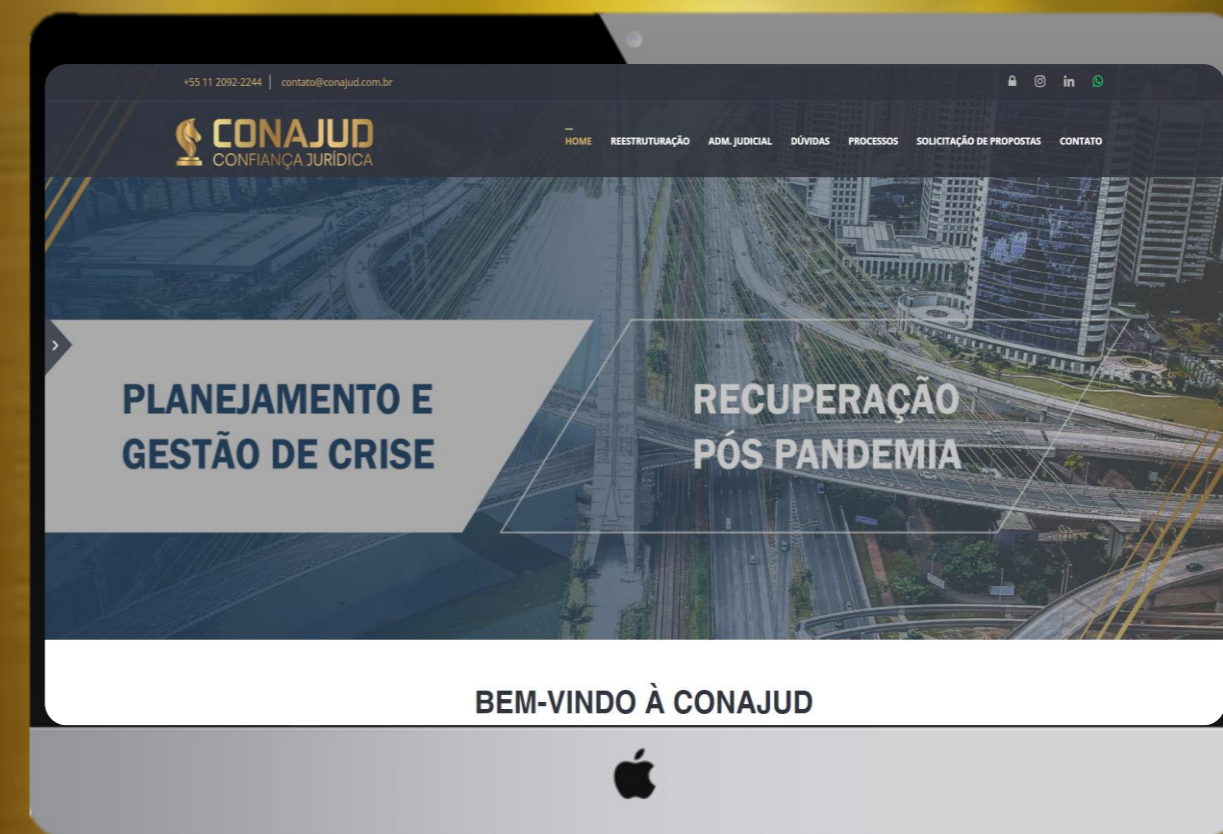 +55 11 2092-2244 | contato@conajud.com.br
in
CONAJUD
CONFIANÇA JURÍDICA
HOME REESTRUTURAÇÃO ADM. JUDICIAL DÚVIDAS PROCESSOS SOLICITAÇÃO DE PROPOSTAS CONTATO
PLANEJAMENTO E
GESTÃO DE CRISE
RECUPERAÇÃO
PÓS PANDEMIA
BEM-VINDO À CONAJUD